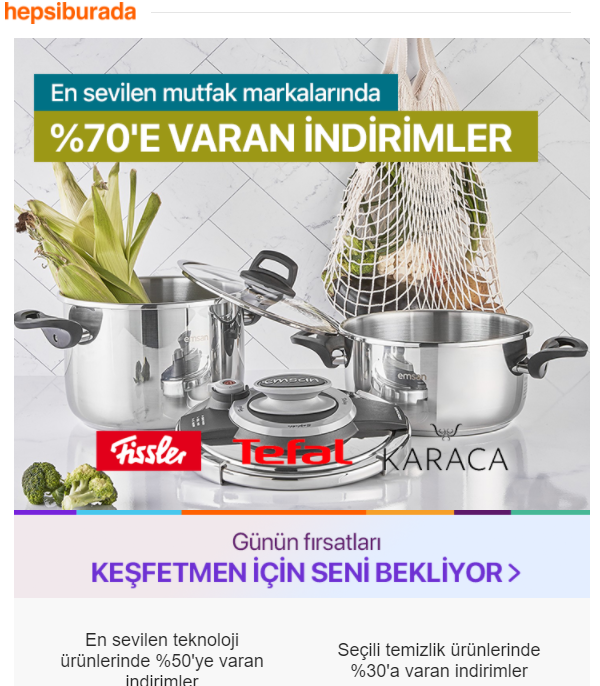 hepsiburada
En sevilen mutfak markalarında
%70'E VARAN İNDİRİMLER
emsan
emsan
Fissler
Tefal
KARACA
Günün fırsatları
KEŞFETMEN İÇİN SENİ BEKLİYOR >
En sevilen teknoloji
ürünlerinde %50'ye varan
indirimler
Seçili temizlik ürünlerinde
%30'a varan indirimler